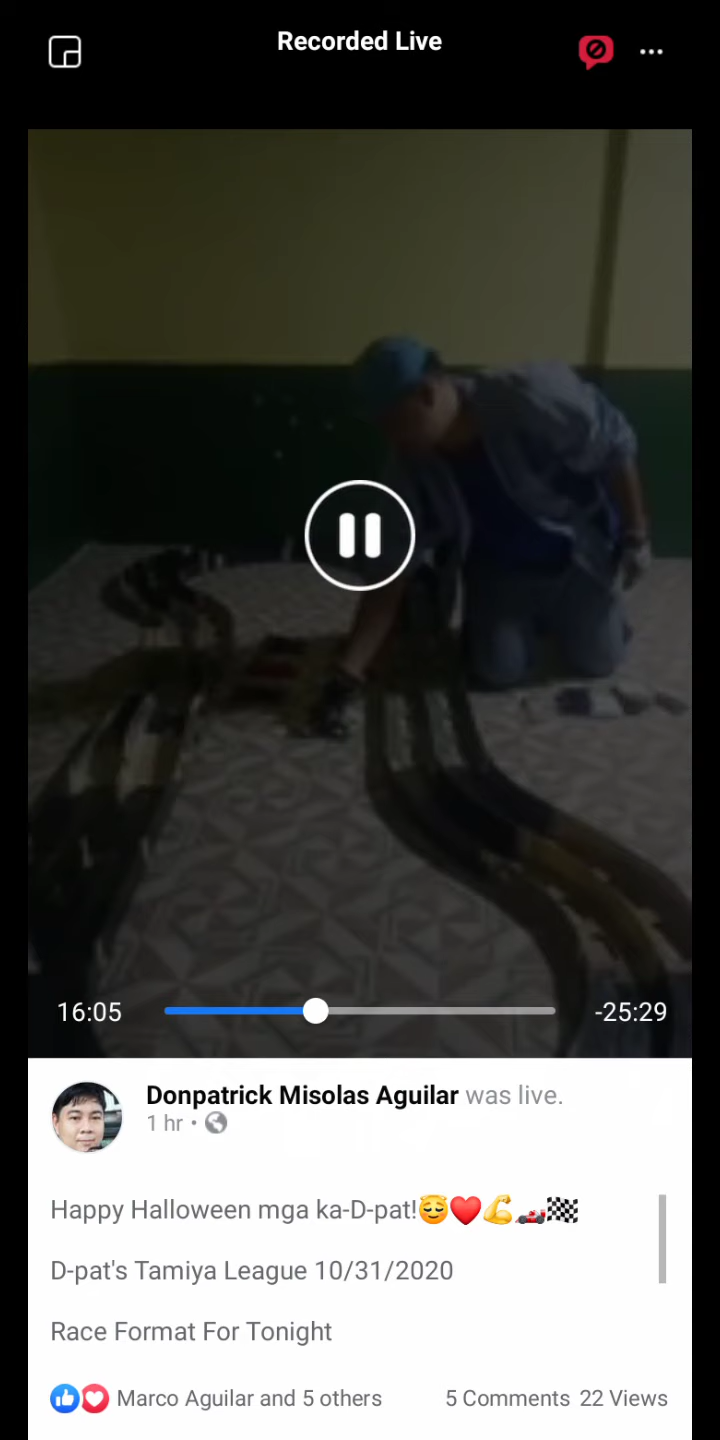 Recorded Live
16:05
-25:29
Donpatrick Misolas Aguilar was live.
1 hr •
Happy Halloween mga ka-D-pat!😇❤️💪🏎️🏁
D-pat's Tamiya League 10/31/2020
Race Format For Tonight
Marco Aguilar and 5 others 5 Comments 22 Views